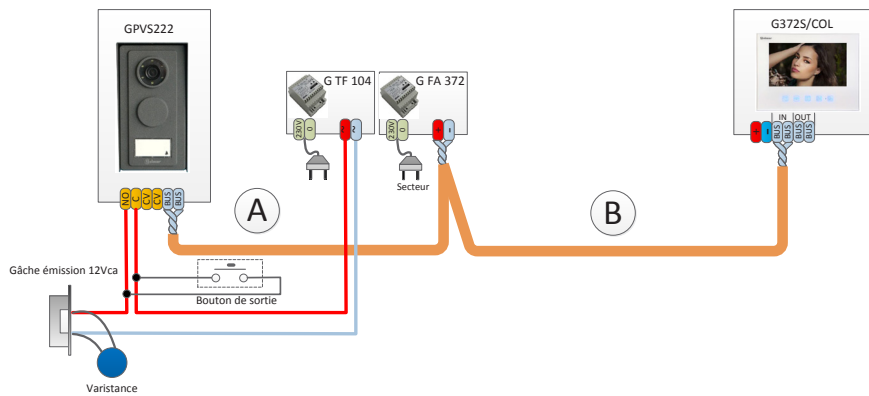 GPVS222
G372S/COL
G TF 104
G FA 372
IN OUT
230V 0 ~ ~
230V 0 + -
+ - BUS BUS BUS BUS
Secteur
NO C CV CV BUS BUS
A
B
Gâche émission 12Vca
Bouton de sortie
Varistance